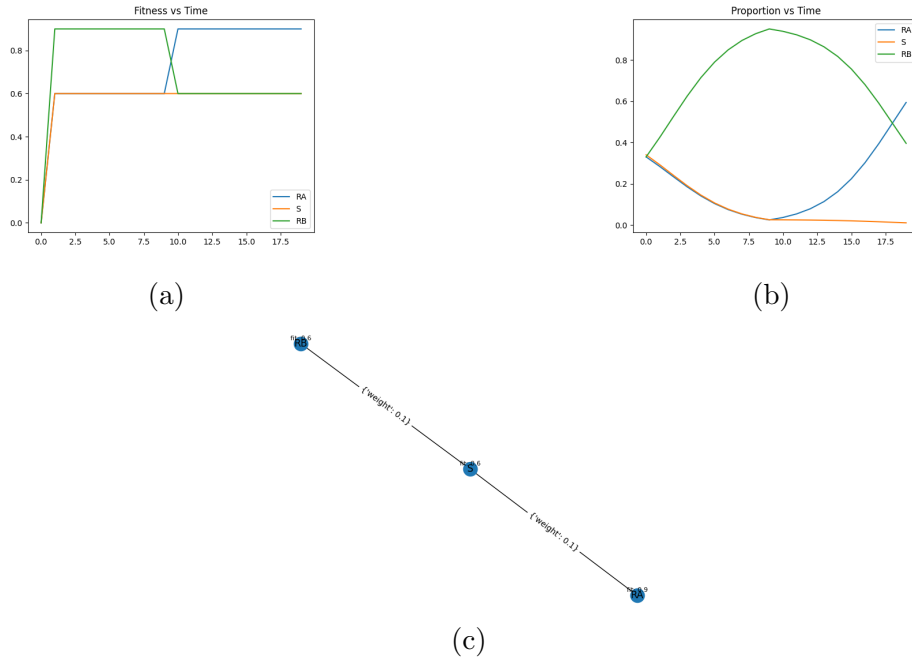 Fitness vs Time
0.8
0.6
0.4
0.2
0.0
0.0 2.5 5.0 7.5 10.0 12.5 15.0 17.5
RA
S
RB
(a)
Proportion vs Time
0.8
0.6
0.4
0.2
0.0
0.0 2.5 5.0 7.5 10.0 12.5 15.0 17.5
RA
S
RB
(b)
RB
{'weight': 0.1}
S
{'weight': 0.1}
RA
(c)